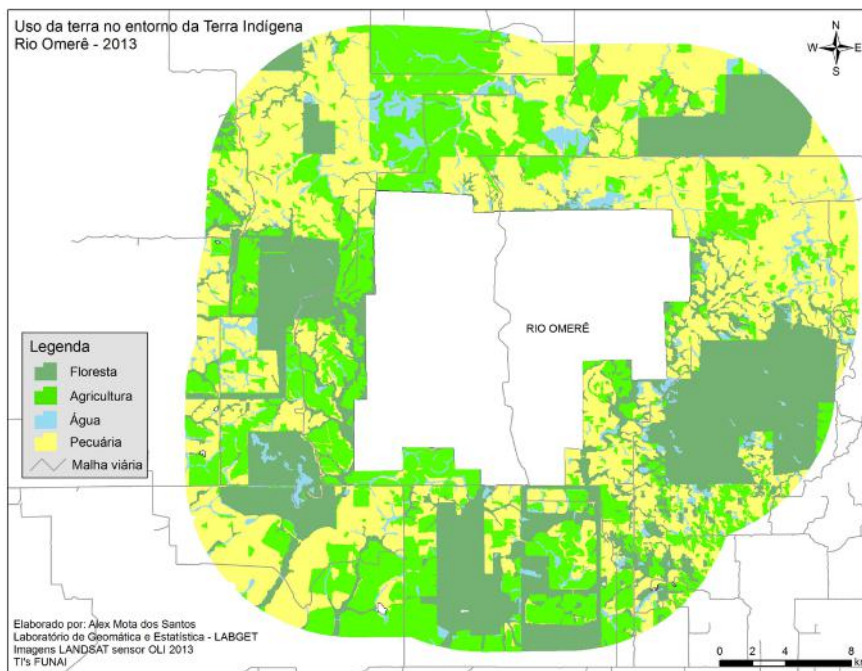 Uso da terra no entorno da Terra Indígena
Rio Omerê - 2013
N
W E
S
RIO OMERÊ
Legenda
Floresta
Agricultura
Água
Pecuária
Malha viária
Elaborado por: Alex Mota dos Santos
Laboratório de Geomática e Estatística - LABGET
Imagens LANDSAT sensor OLI 2013
TI's FUNAI
0 2 4 8